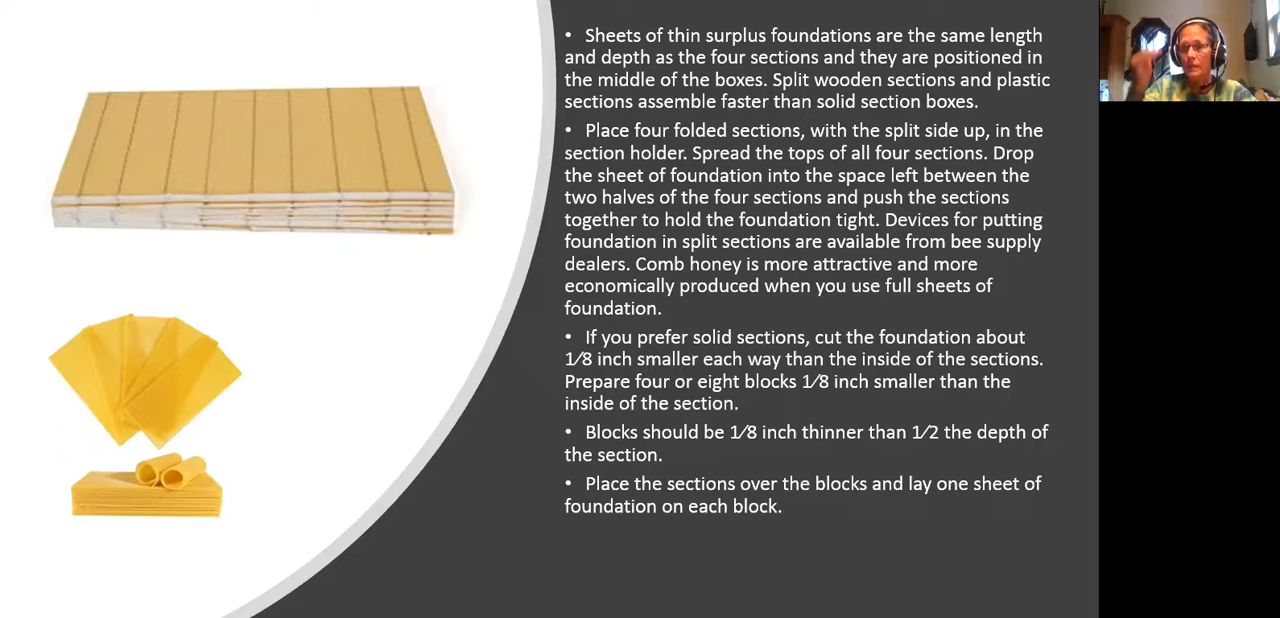 • Sheets of thin surplus foundations are the same length
and depth as the four sections and they are positioned in
the middle of the boxes. Split wooden sections and plastic
sections assemble faster than solid section boxes.
• Place four folded sections, with the split side up, in the
section holder. Spread the tops of all four sections. Drop
the sheet of foundation into the space left between the
two halves of the four sections and push the sections
together to hold the foundation tight. Devices for putting
foundation in split sections are available from bee supply
dealers. Comb honey is more attractive and more
economically produced when you use full sheets of
foundation.
• If you prefer solid sections, cut the foundation about
1⁄8 inch smaller each way than the inside of the sections.
Prepare four or eight blocks 1⁄8 inch smaller than the
inside of the section.
• Blocks should be 1⁄8 inch thinner than 1⁄2 the depth of
the section.
• Place the sections over the blocks and lay one sheet of
foundation on each block.